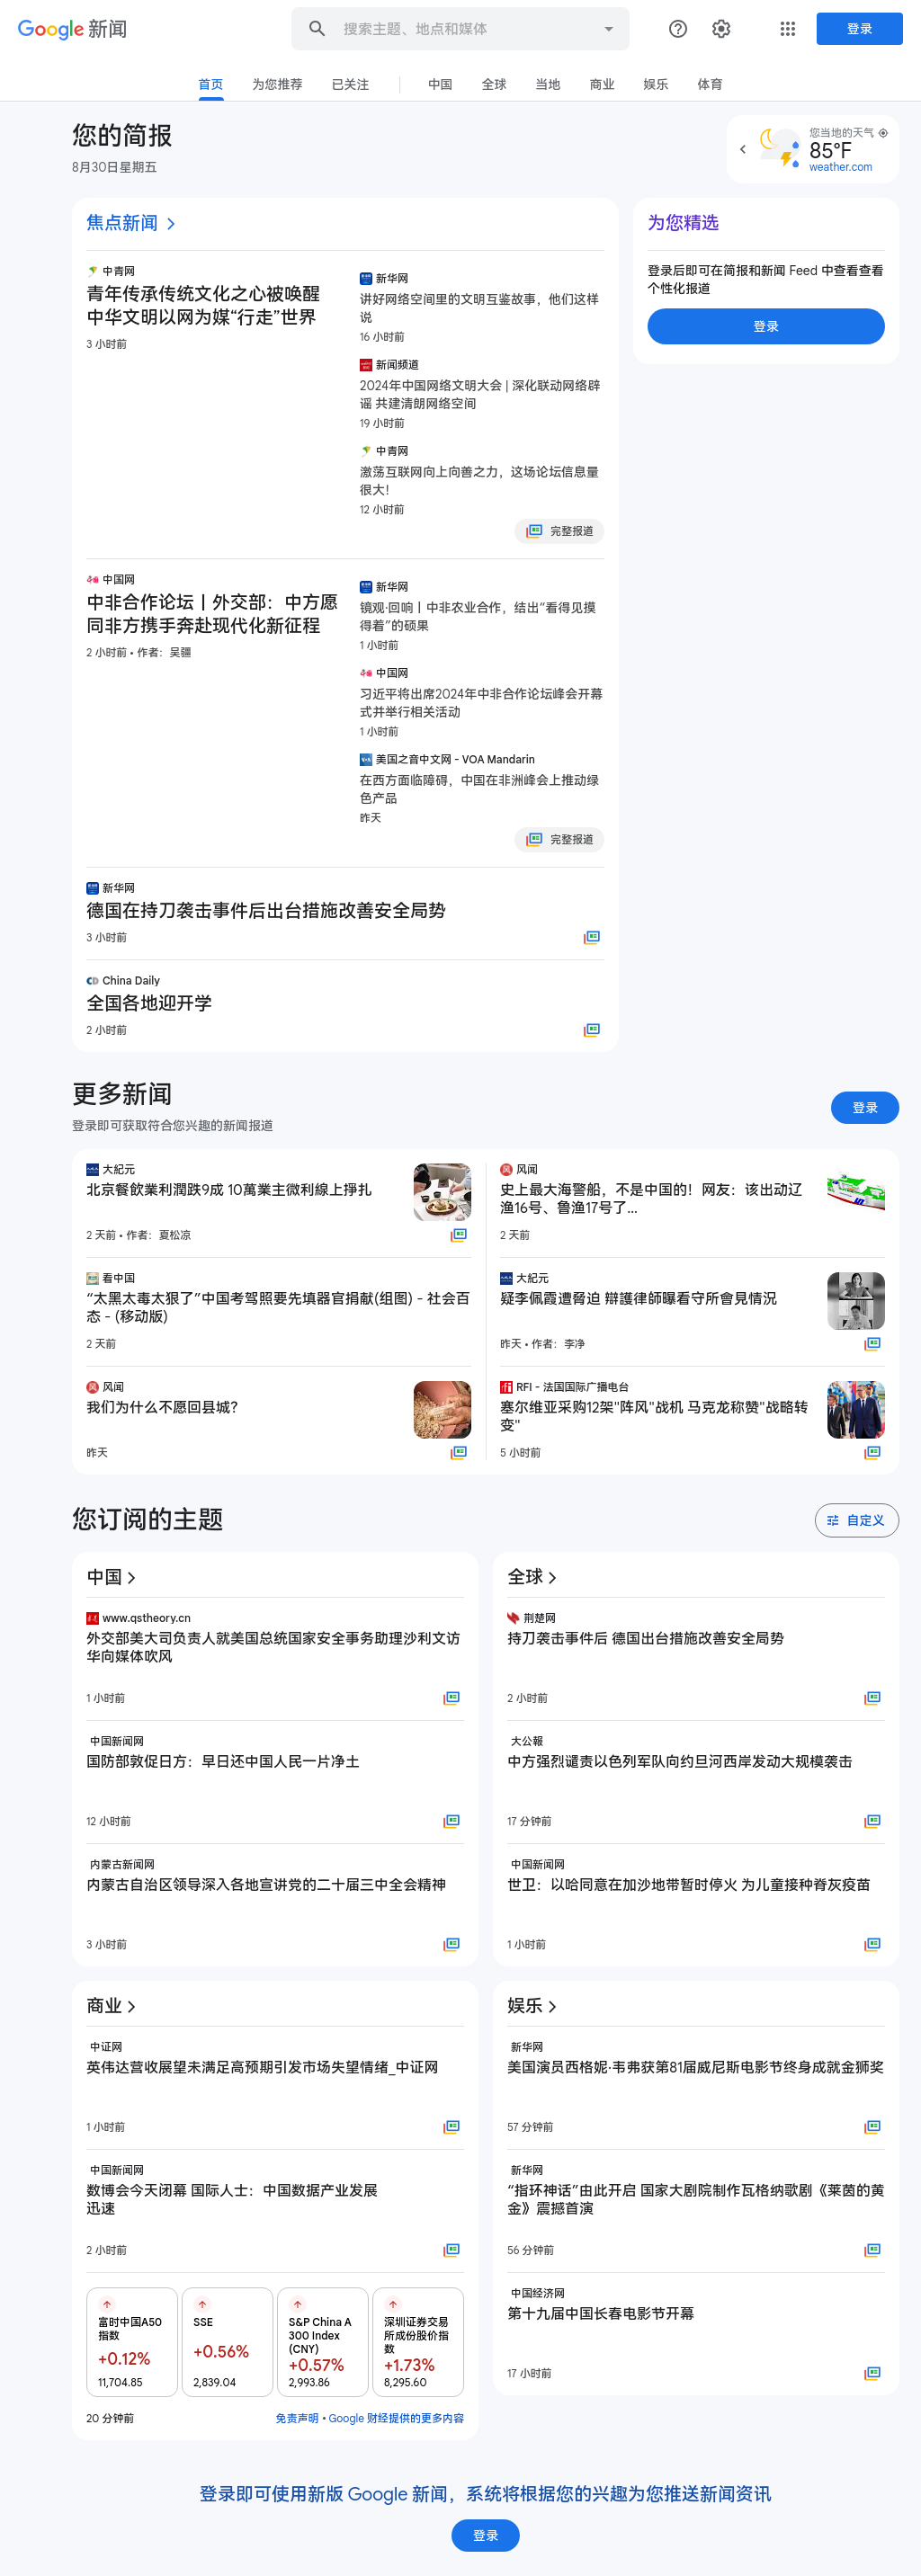 Google 新闻
搜索主题、地点和媒体
登录
首页
为您推荐
已关注
中国
全球
当地
商业
娱乐
体育
您的简报
8月30日星期五
您当地的天气
85°F
weather.com
焦点新闻
中青网
青年传承传统文化之心被唤醒
中华文明以网为媒“行走”世界
3 小时前
新华网
讲好网络空间里的文明互鉴故事，他们这样
说
16 小时前
新闻频道
2024年中国网络文明大会 | 深化联动网络辟
谣 共建清朗网络空间
19 小时前
中青网
激荡互联网向上向善之力，这场论坛信息量
很大！
12 小时前
完整报道
中国网
中非合作论坛丨外交部：中方愿
同非方携手奔赴现代化新征程
2 小时前 • 作者：吴疆
新华网
镜观·回响丨中非农业合作，结出“看得见摸
得着”的硕果
1 小时前
中国网
习近平将出席2024年中非合作论坛峰会开幕
式并举行相关活动
1 小时前
美国之音中文网 - VOA Mandarin
在西方面临障碍，中国在非洲峰会上推动绿
色产品
昨天
完整报道
新华网
德国在持刀袭击事件后出台措施改善安全局势
3 小时前
China Daily
全国各地迎开学
2 小时前
为您精选
登录后即可在简报和新闻 Feed 中查看查看
个性化报道
登录
更多新闻
登录即可获取符合您兴趣的新闻报道
登录
大紀元
北京餐飲業利潤跌9成 10萬業主微利線上掙扎
2 天前 • 作者：夏松凉
看中国
“太黑太毒太狠了”中国考驾照要先填器官捐献(组图) - 社会百
态 - (移动版)
2 天前
风闻
我们为什么不愿回县城？
昨天
风闻
史上最大海警船，不是中国的！网友：该出动辽
渔16号、鲁渔17号了...
2 天前
大紀元
疑李佩霞遭脅迫 辯護律師曝看守所會見情況
昨天 • 作者：李净
RFI - 法国国际广播电台
塞尔维亚采购12架"阵风"战机 马克龙称赞"战略转
变"
5 小时前
您订阅的主题
自定义
中国
www.qstheory.cn
外交部美大司负责人就美国总统国家安全事务助理沙利文访
华向媒体吹风
1 小时前
中国新闻网
国防部敦促日方：早日还中国人民一片净土
12 小时前
内蒙古新闻网
内蒙古自治区领导深入各地宣讲党的二十届三中全会精神
3 小时前
全球
荆楚网
持刀袭击事件后 德国出台措施改善安全局势
2 小时前
大公報
中方强烈谴责以色列军队向约旦河西岸发动大规模袭击
17 分钟前
中国新闻网
世卫：以哈同意在加沙地带暂时停火 为儿童接种脊灰疫苗
1 小时前
商业
中证网
英伟达营收展望未满足高预期引发市场失望情绪_中证网
1 小时前
中国新闻网
数博会今天闭幕 国际人士：中国数据产业发展
迅速
2 小时前
富时中国A50
指数
+0.12%
11,704.85
SSE
+0.56%
2,839.04
S&P China A
300 Index
(CNY)
+0.57%
2,993.86
深圳证券交易
所成份股价指
数
+1.73%
8,295.60
20 分钟前
免责声明 • Google 财经提供的更多内容
娱乐
新华网
美国演员西格妮·韦弗获第81届威尼斯电影节终身成就金狮奖
57 分钟前
新华网
“指环神话”由此开启 国家大剧院制作瓦格纳歌剧《莱茵的黄
金》震撼首演
56 分钟前
中国经济网
第十九届中国长春电影节开幕
17 小时前
登录即可使用新版 Google 新闻，系统将根据您的兴趣为您推送新闻资讯
登录